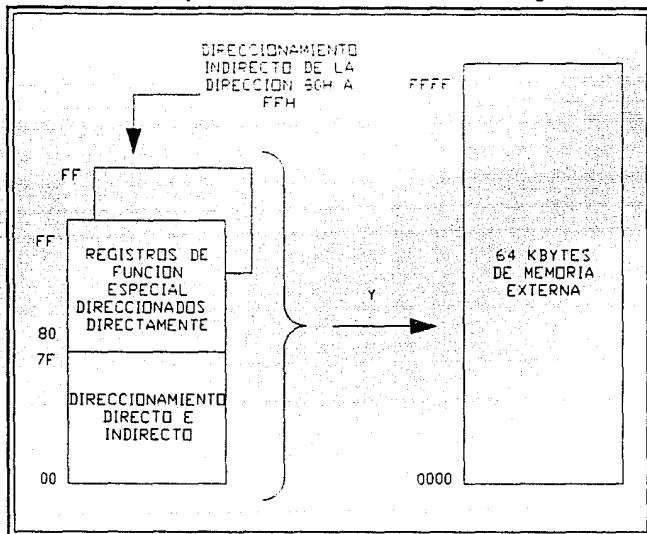 DIRECCIONAMIENTO
INDIRECTO DE LA
DIRECCION 80H A
FFH
FFFF
FF
FF
REGISTROS DE
FUNCION
ESPECIAL
DIRECCIONADOS
DIRECTAMENTE
80
7F
DIRECCIONAMIENTO
DIRECTO E
INDIRECTO
00
Y
64 KBYTES
DE MEMORIA
EXTERNA
0000